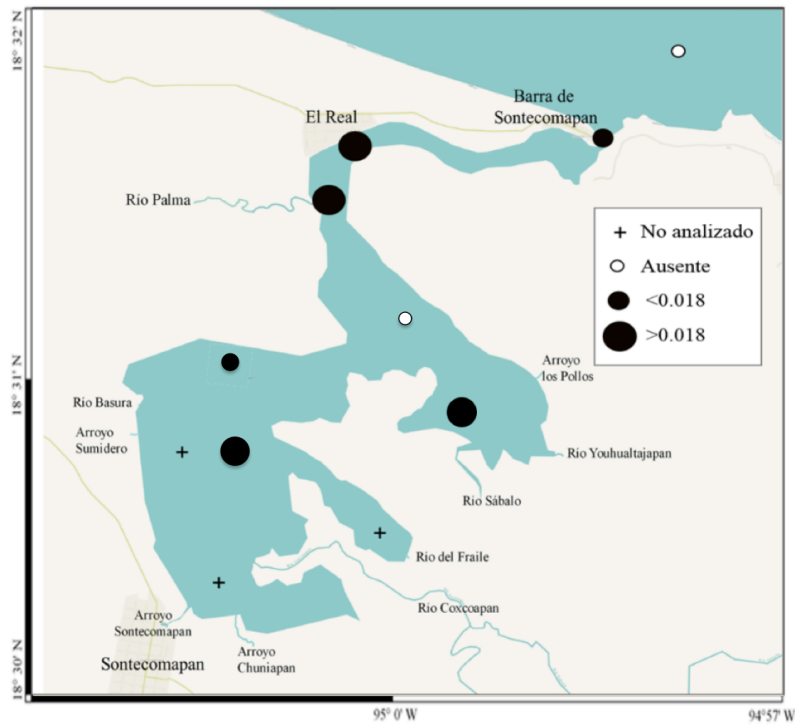 18° 32' N
El Real
Barra de
Sontecomapan
Río Palma
No analizado
Ausente
<0.018
>0.018
18° 31' N
Arroyo
los Pollos
Río Basura
Arroyo
Sumidero
Río Youhualtajapan
Río Sábalo
Río del Fraile
Río Coxcoapan
Arroyo
Sontecomapan
Sontecomapan
Arroyo
Chuniapan
18° 30' N
95° 0' W
94°57' W